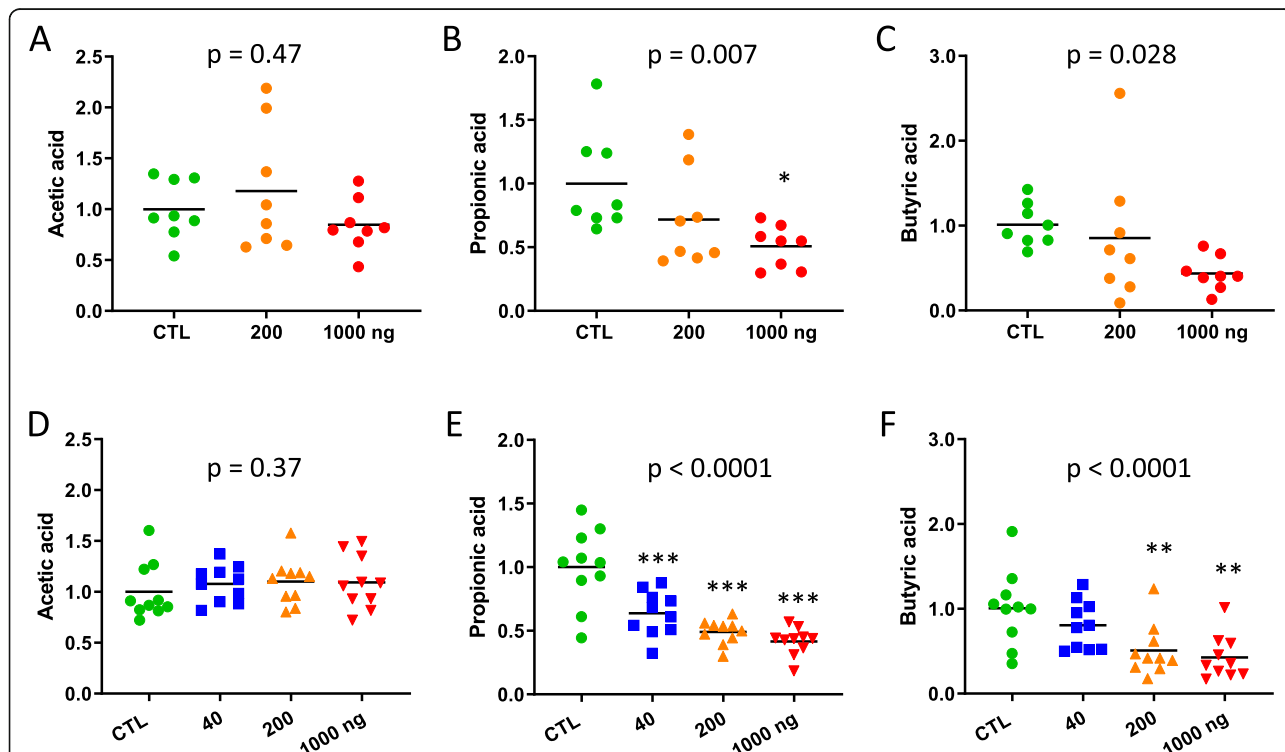 A
p = 0.47
Acetic acid
2.5
2.0
1.5
1.0
0.5
0.0
CTL
200
1000 ng
B
p = 0.007
Propionic acid
2.0
1.5
1.0
0.5
0.0
*
CTL
200
1000 ng
C
p = 0.028
Butyric acid
3.0
2.0
1.0
0.0
CTL
200
1000 ng
D
p = 0.37
Acetic acid
2.5
2.0
1.5
1.0
0.5
0.0
CTL
40
200
1000 ng
E
p < 0.0001
Propionic acid
2.0
1.5
1.0
0.5
0.0
***
***
***
CTL
40
200
1000 ng
F
p < 0.0001
Butyric acid
3.0
2.0
1.0
0.0
**
**
CTL
40
200
1000 ng